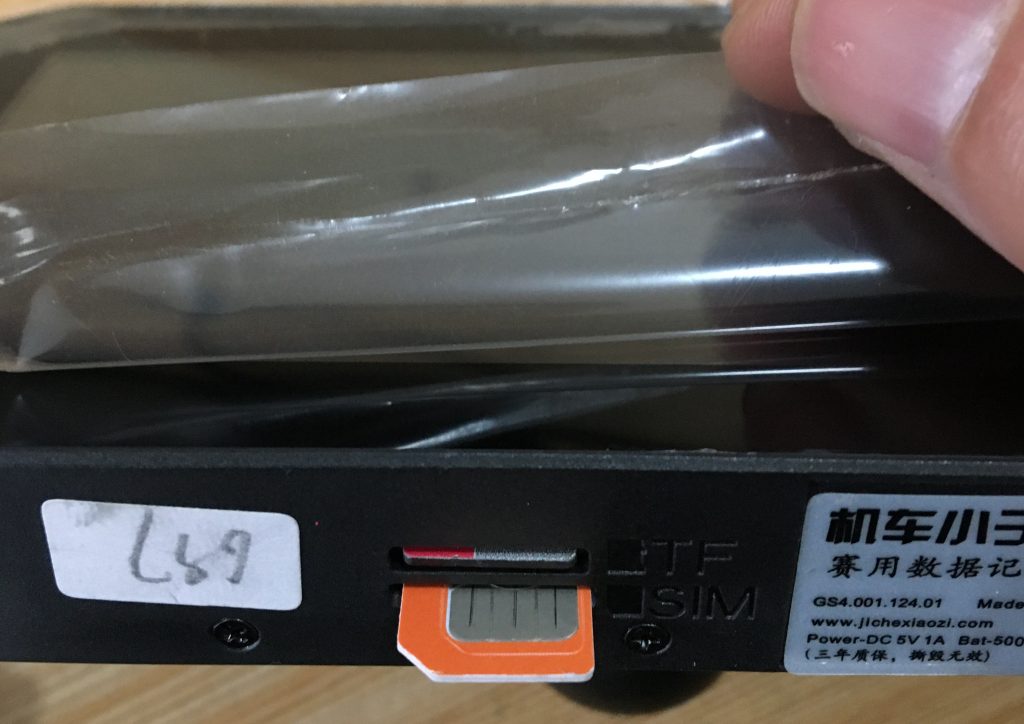 TF
SIM
机车小子
赛用数据记
GS4.001.124.01 Made
www.jichexiaozi.com
Power-DC 5V 1A Bat-500
(三年质保，撕毁无效)